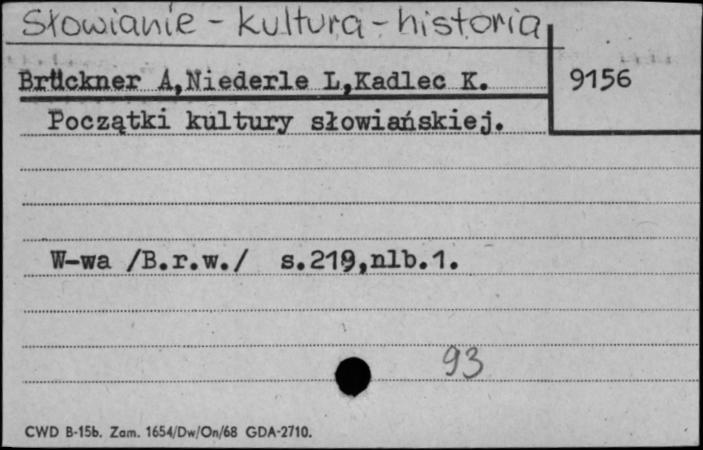 Słowianie - kultura - historia
Brückner A,Niederle L,Kadlec K.
9156
Początki kultury słowiańskiej.
W-wa /B.r.w./ s.219,nlb.1.
93
CWD B-15b. Zam. 1654/Dw/On/68 GDA-2710.